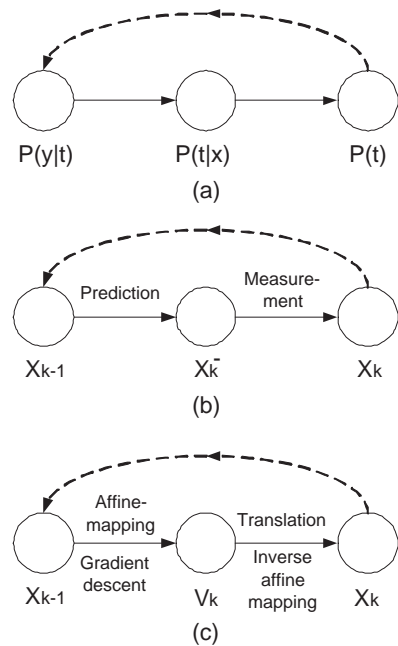 P(y|t) P(t|x) P(t)
(a)
Prediction
Measure-
ment
Xk-1 Xk- Xk
(b)
Affine-
mapping
Gradient
descent
Translation
Inverse
affine
mapping
Xk-1 Vk Xk
(c)